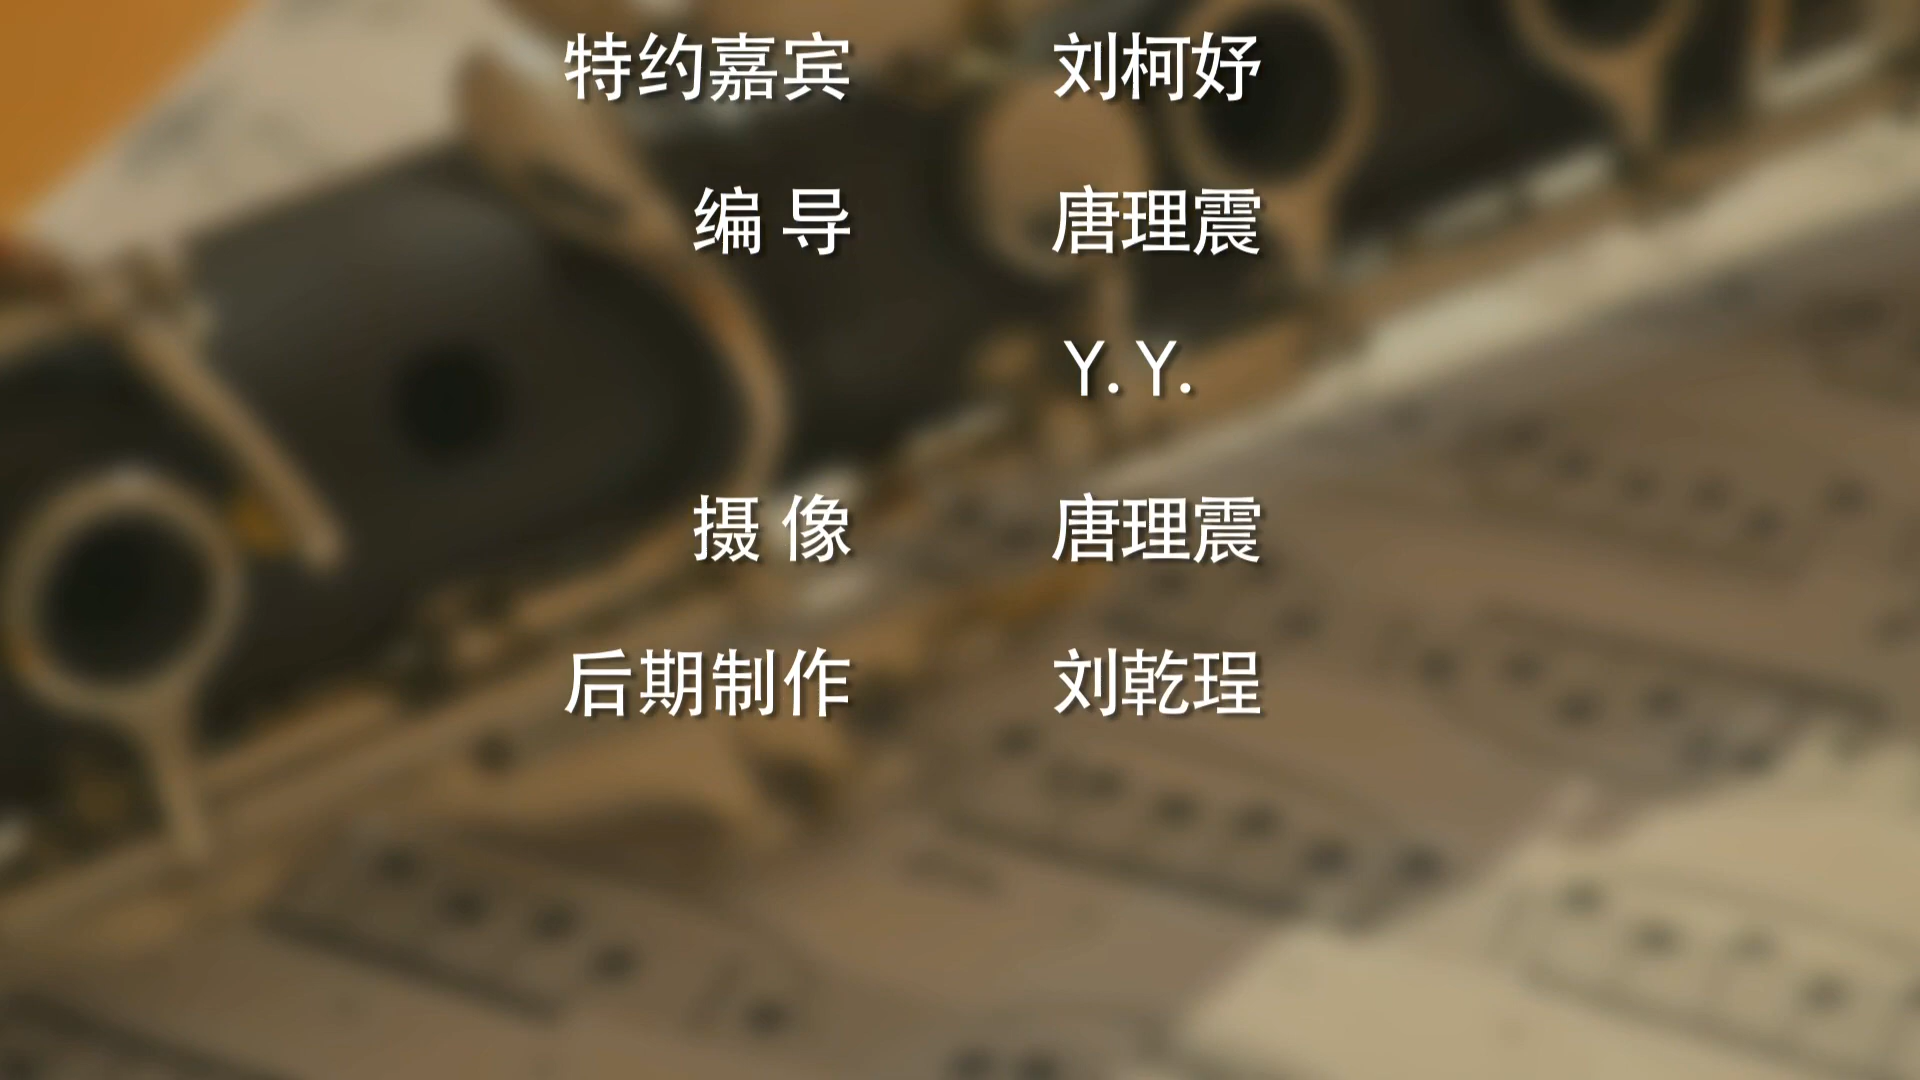 特约嘉宾 刘柯妤
编 导 唐理震
Y. Y.
摄 像 唐理震
后期制作 刘乾珵